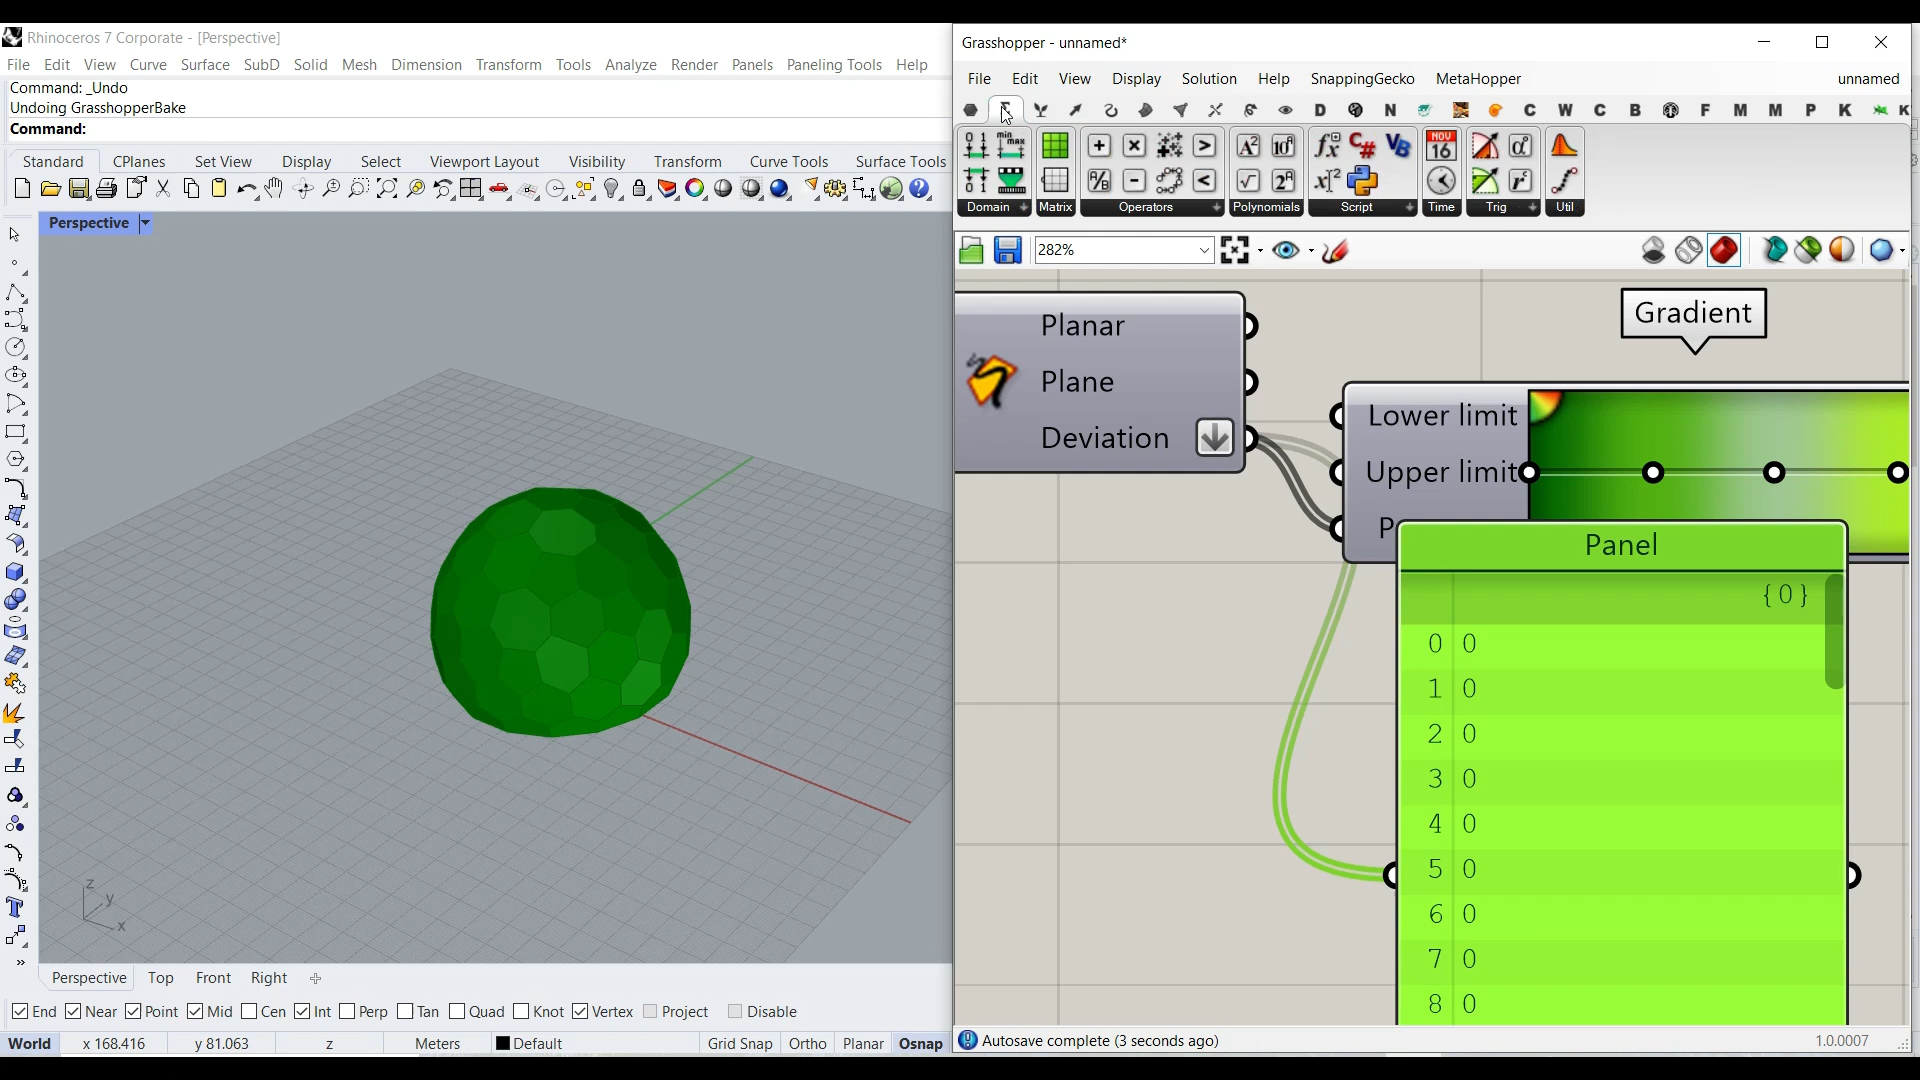 Rhinoceros 7 Corporate - [Perspective]
File Edit View Curve Surface SubD Solid Mesh Dimension Transform Tools Analyze Render Panels Paneling Tools Help
Command: _Undo
Undoing GrasshopperBake
Command:
Standard CPlanes Set View Display Select Viewport Layout Visibility Transform Curve Tools Surface Tools
Perspective
z
y
x
Perspective Top Front Right
End Near Point Mid Cen Int Perp Tan Quad Knot Vertex Project Disable
World x 168.416 y 81.063 z Meters Default Grid Snap Ortho Planar Osnap
Grasshopper - unnamed*
File Edit View Display Solution Help SnappingGecko MetaHopper unnamed
D N C W C B F M M P K K
Domain Matrix Operators Polynomials Script Time Trig Util
282%
Planar
Plane
Deviation
Gradient
Lower limit
Upper limit
Panel
{0}
0 0
1 0
2 0
3 0
4 0
5 0
6 0
7 0
8 0
Autosave complete (3 seconds ago)
1.0.0007